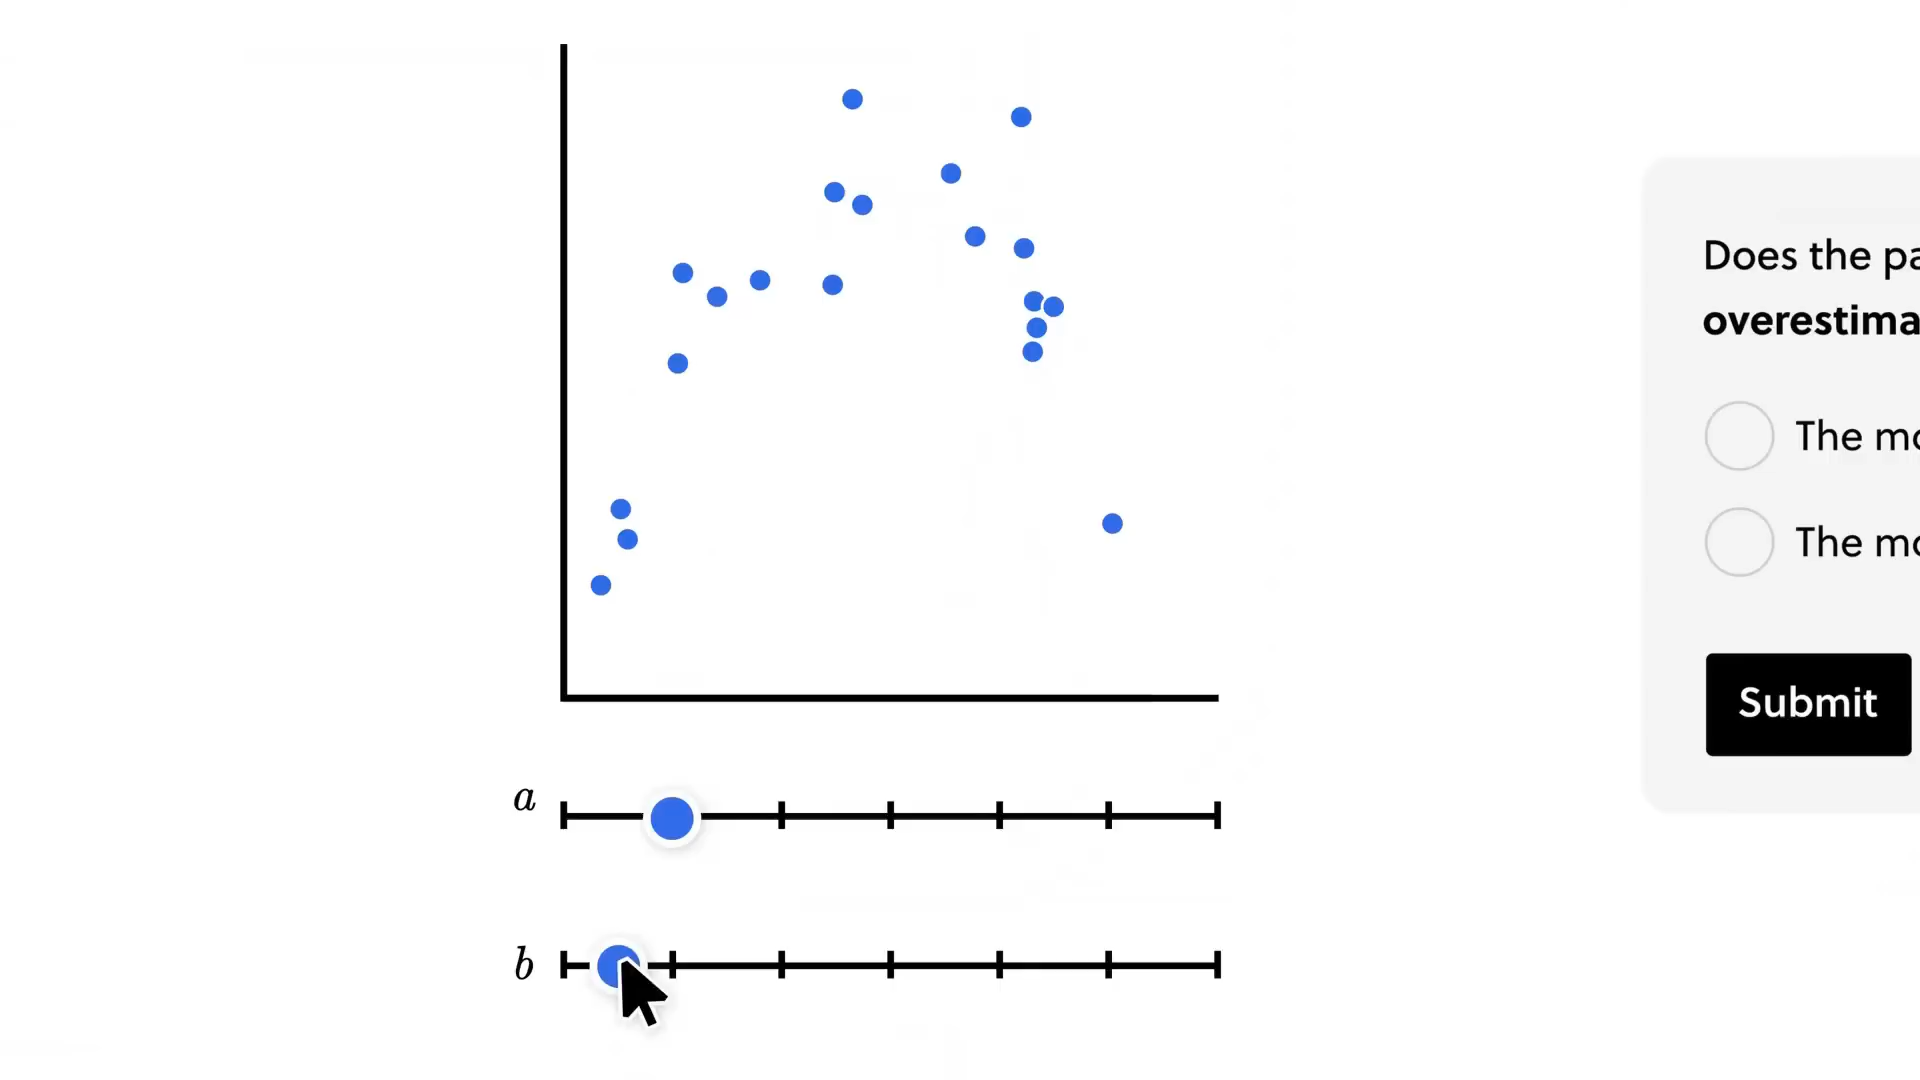 a
b
Does the pa
overestima
The mo
The mo
Submit